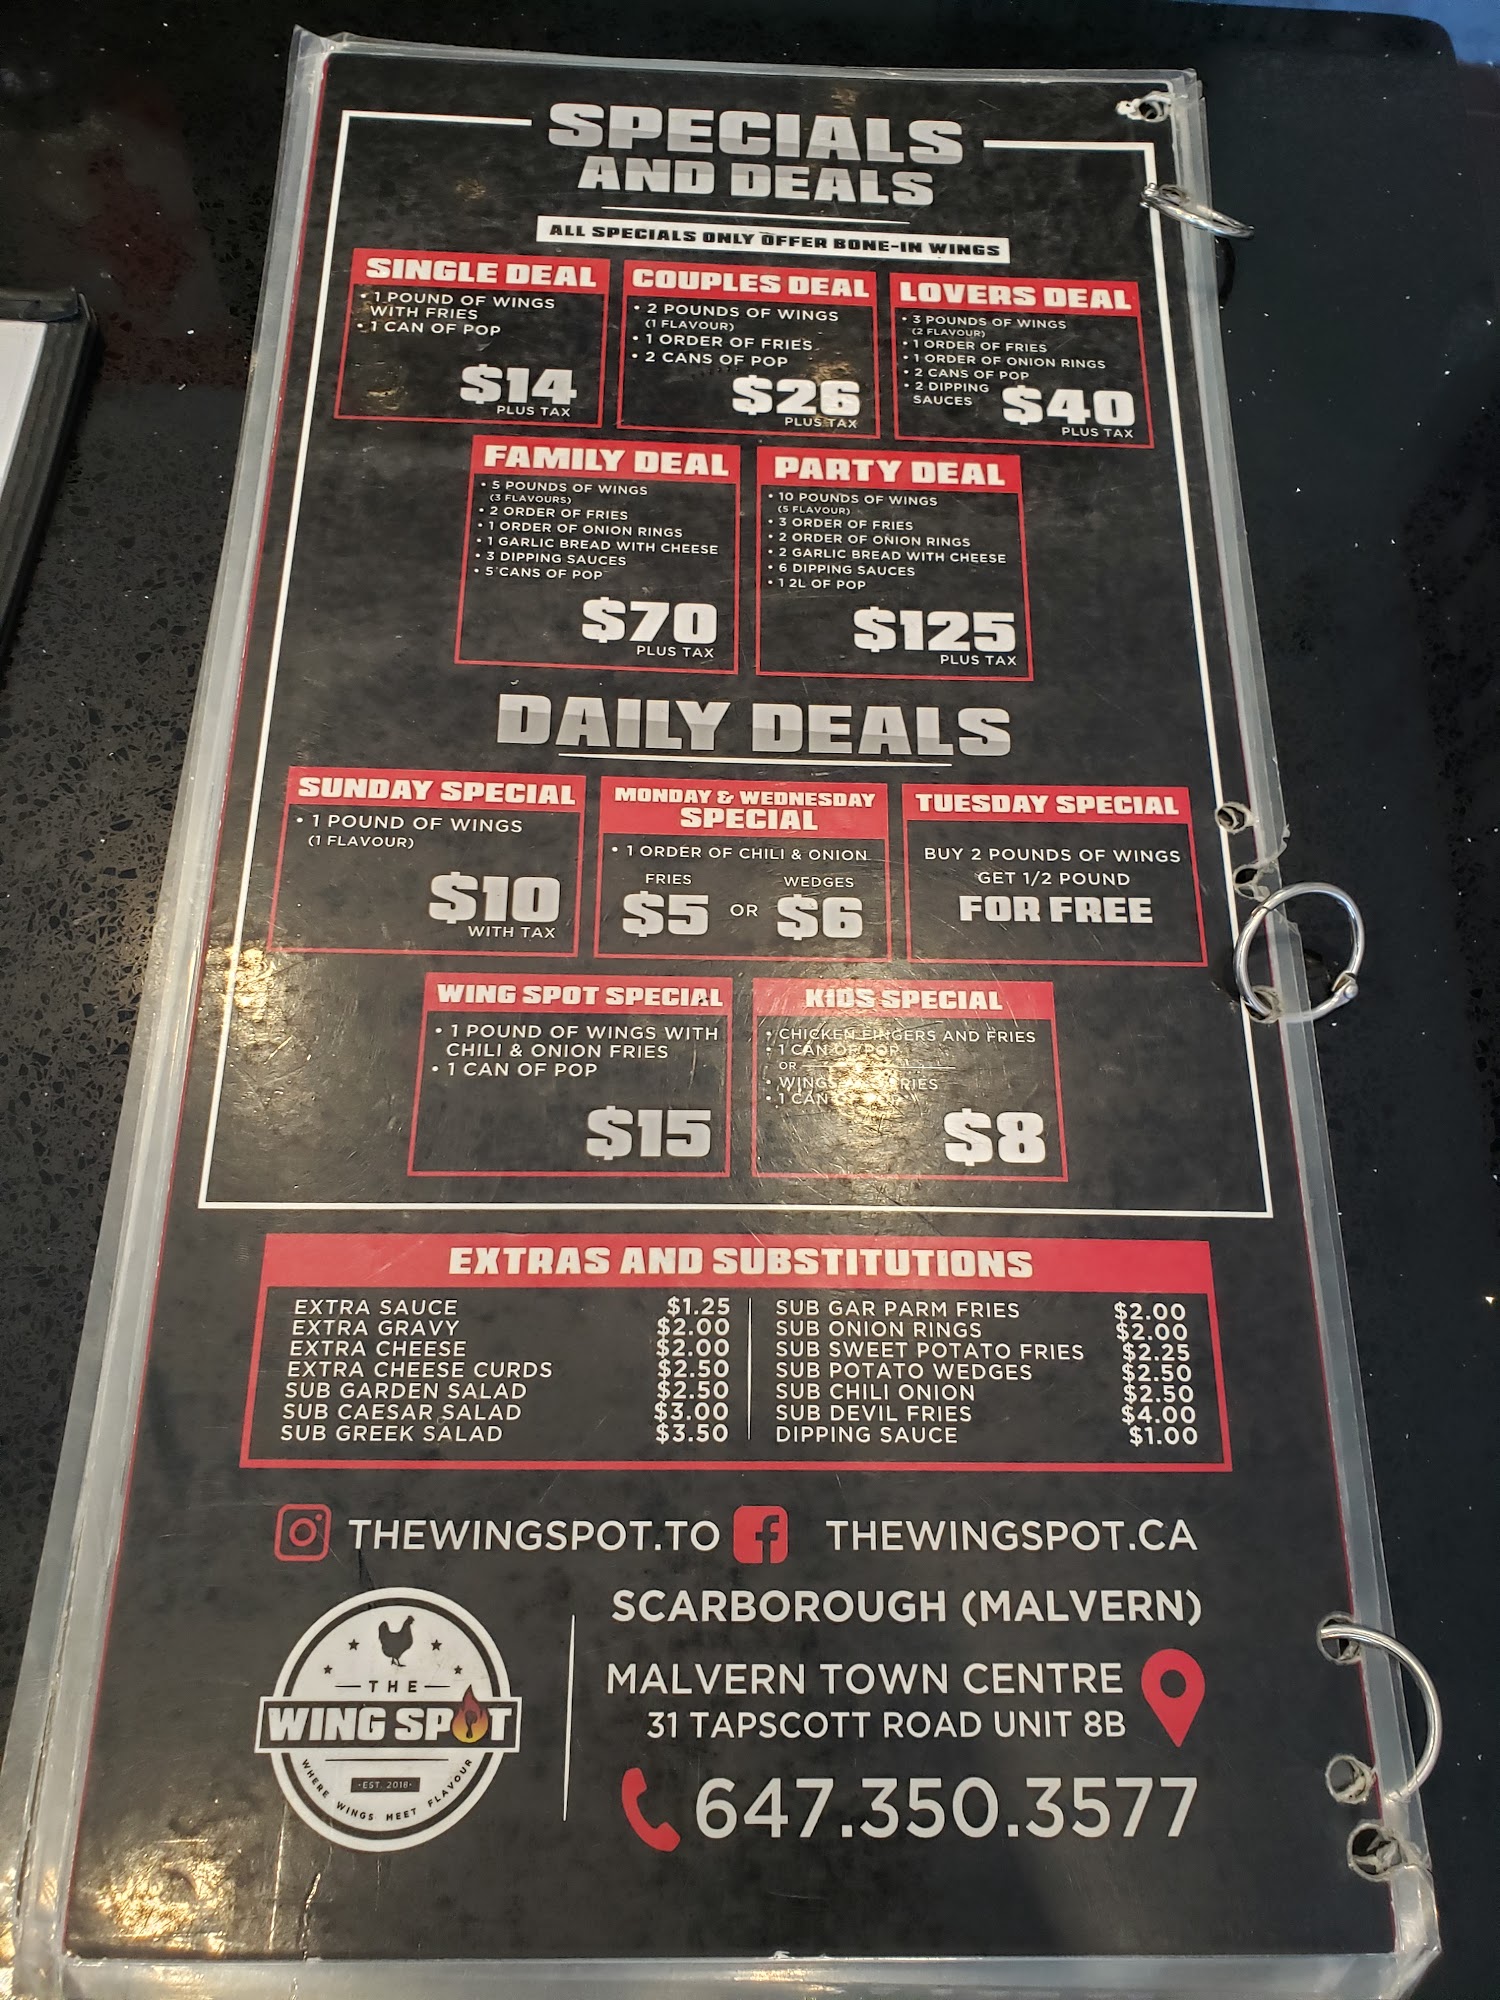 SPECIALS
AND DEALS
ALL SPECIALS ONLY OFFER BONE-IN WINGS
SINGLE DEAL
• 1 POUND OF WINGS
WITH FRIES
• 1 CAN OF POP
$14
PLUS TAX
COUPLES DEAL
• 2 POUNDS OF WINGS
(1 FLAVOUR)
• 1 ORDER OF FRIES
• 2 CANS OF POP
$26
PLUS TAX
LOVERS DEAL
• 3 POUNDS OF WINGS
(2 FLAVOUR)
• 1 ORDER OF FRIES
• 1 ORDER OF ONION RINGS
• 2 CANS OF POP
• 2 DIPPING
SAUCES
$40
PLUS TAX
FAMILY DEAL
• 5 POUNDS OF WINGS
(3 FLAVOURS)
• 2 ORDER OF FRIES
• 1 ORDER OF ONION RINGS
• 1 GARLIC BREAD WITH CHEESE
• 3 DIPPING SAUCES
• 5 CANS OF POP
$70
PLUS TAX
PARTY DEAL
• 10 POUNDS OF WINGS
(5 FLAVOUR)
• 3 ORDER OF FRIES
• 2 ORDER OF ONION RINGS
• 2 GARLIC BREAD WITH CHEESE
• 6 DIPPING SAUCES
• 1 2L OF POP
$125
PLUS TAX
DAILY DEALS
SUNDAY SPECIAL
• 1 POUND OF WINGS
(1 FLAVOUR)
$10
WITH TAX
MONDAY & WEDNESDAY
SPECIAL
• 1 ORDER OF CHILI & ONION
FRIES WEDGES
$5 OR $6
TUESDAY SPECIAL
BUY 2 POUNDS OF WINGS
GET 1/2 POUND
FOR FREE
WING SPOT SPECIAL
• 1 POUND OF WINGS WITH
CHILI & ONION FRIES
• 1 CAN OF POP
$15
KIDS SPECIAL
• CHICKEN FINGERS AND FRIES
• 1 CAN OF POP
OR
• WINGS FRIES
• 1 CAN
$8
EXTRAS AND SUBSTITUTIONS
EXTRA SAUCE $1.25
EXTRA GRAVY $2.00
EXTRA CHEESE $2.00
EXTRA CHEESE CURDS $2.50
SUB GARDEN SALAD $2.50
SUB CAESAR SALAD $3.00
SUB GREEK SALAD $3.50
SUB GAR PARM FRIES $2.00
SUB ONION RINGS $2.00
SUB SWEET POTATO FRIES $2.25
SUB POTATO WEDGES $2.50
SUB CHILI ONION $2.50
SUB DEVIL FRIES $4.00
DIPPING SAUCE $1.00
THEWINGSPOT.TO THEWINGSPOT.CA
THE
WING SPOT
•EST. 2018•
WHERE WINGS MEET FLAVOUR
SCARBOROUGH (MALVERN)
MALVERN TOWN CENTRE
31 TAPSCOTT ROAD UNIT 8B
647.350.3577